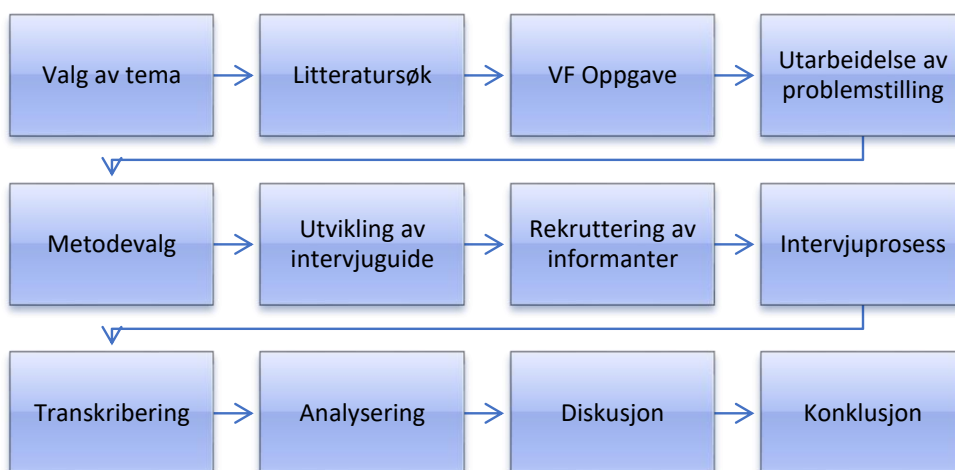 Valg av tema
Litteratursøk
VF Oppgave
Utarbeidelse av
problemstilling
Metodevalg
Utvikling av
intervjuguide
Rekruttering av
informanter
Intervjuprosess
Transkribering
Analysering
Diskusjon
Konklusjon